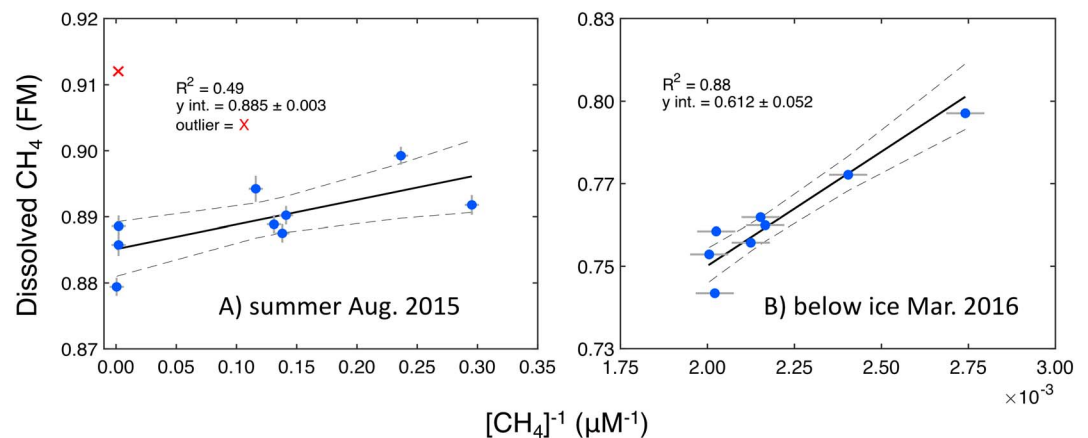 0.92
0.91
0.90
0.89
0.88
0.87
Dissolved CH₄ (FM)
R² = 0.49
y int. = 0.885 ± 0.003
outlier = X
A) summer Aug. 2015
0.00 0.05 0.10 0.15 0.20 0.25 0.30 0.35
0.83
0.80
0.77
0.75
0.73
R² = 0.88
y int. = 0.612 ± 0.052
B) below ice Mar. 2016
1.75 2.00 2.25 2.50 2.75 3.00
×10⁻³
[CH₄]⁻¹ (µM⁻¹)